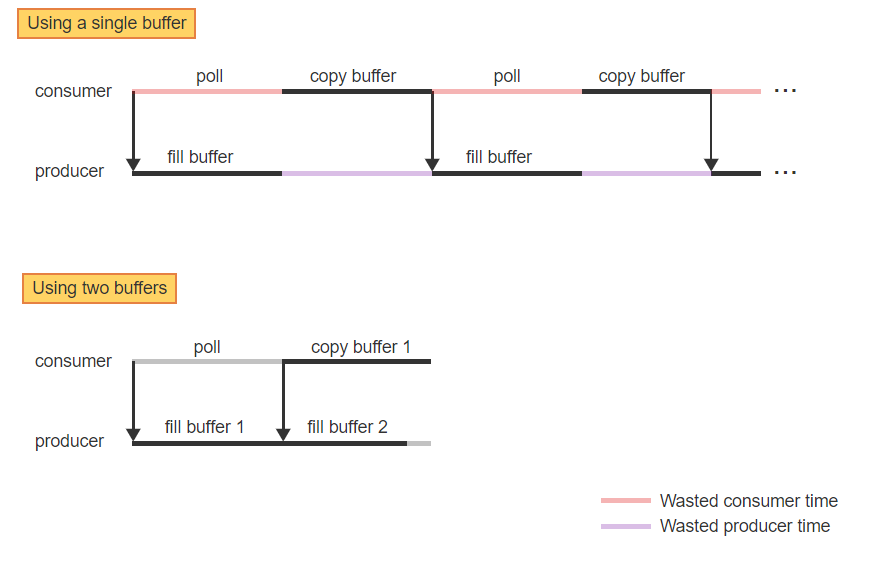 Using a single buffer
poll copy buffer poll copy buffer
consumer ...
fill buffer fill buffer
producer ...
Using two buffers
poll copy buffer 1
consumer
fill buffer 1 fill buffer 2
producer
Wasted consumer time
Wasted producer time